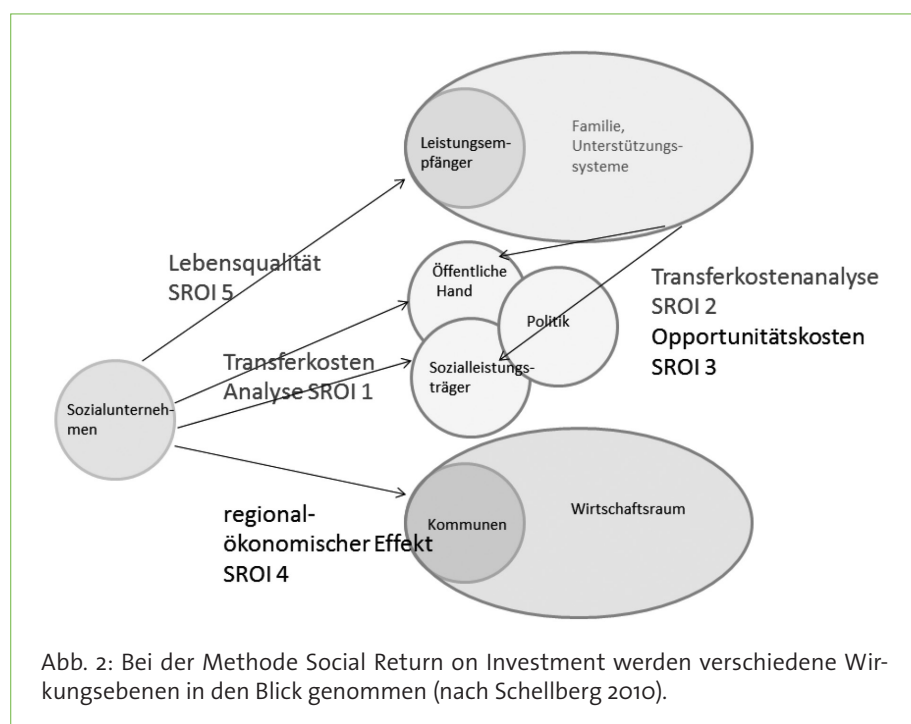 Leistungsem-
pfänger
Familie,
Unterstützungs-
systeme
Lebensqualität
SROI 5
Öffentliche
Hand
Politik
Transferkostenanalyse
SROI 2
Opportunitätskosten
SROI 3
Transferkosten
Analyse SROI 1
Sozialleistungs-
träger
Sozialunterneh-
men
regional-
ökonomischer Effekt
SROI 4
Kommunen
Wirtschaftsraum
Abb. 2: Bei der Methode Social Return on Investment werden verschiedene Wir-
kungsebenen in den Blick genommen (nach Schellberg 2010).